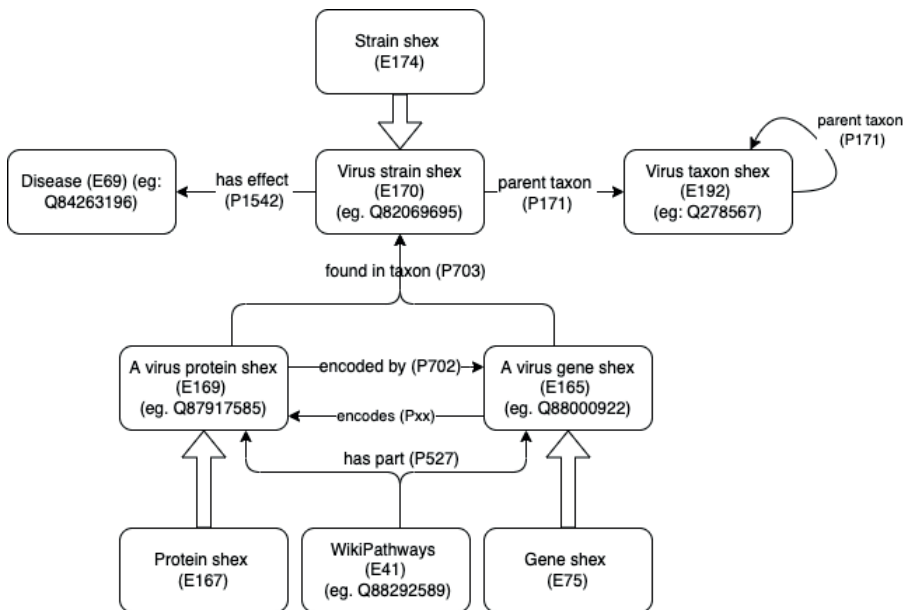 Strain shex
(E174)
parent taxon
(P171)
Disease (E69) (eg:
Q84263196)
has effect
(P1542)
Virus strain shex
(E170)
(eg. Q82069695)
parent taxon
(P171)
Virus taxon shex
(E192)
(eg: Q278567)
found in taxon (P703)
A virus protein shex
(E169)
(eg. Q87917585)
encoded by (P702)
encodes (Pxx)
A virus gene shex
(E165)
(eg. Q88000922)
has part (P527)
Protein shex
(E167)
WikiPathways
(E41)
(eg. Q88292589)
Gene shex
(E75)